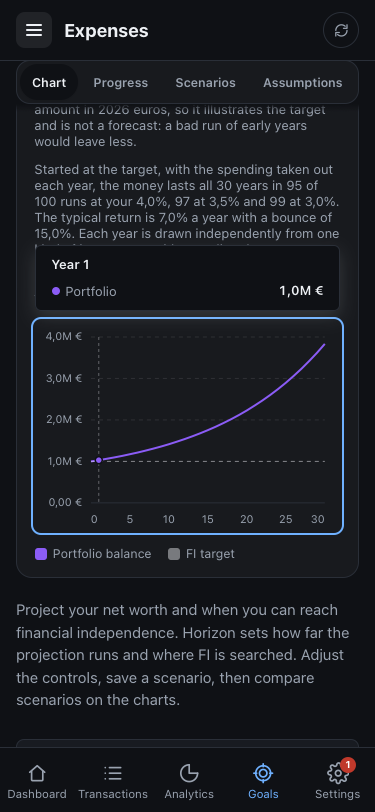 Expenses
Chart Progress Scenarios Assumptions
amount in 2026 euros, so it illustrates the target
and is not a forecast: a bad run of early years
would leave less.
Started at the target, with the spending taken out
each year, the money lasts all 30 years in 95 of
100 runs at your 4,0%, 97 at 3,5% and 99 at 3,0%.
The typical return is 7,0% a year with a bounce of
15,0%. Each year is drawn independently from one
Year 1
Portfolio 1,0M €
4,0M €
3,0M €
2,0M €
1,0M €
0,00 €
0 5 10 15 20 25 30
Portfolio balance FI target
Project your net worth and when you can reach
financial independence. Horizon sets how far the
projection runs and where FI is searched. Adjust
the controls, save a scenario, then compare
scenarios on the charts.
1
Dashboard Transactions Analytics Goals Settings